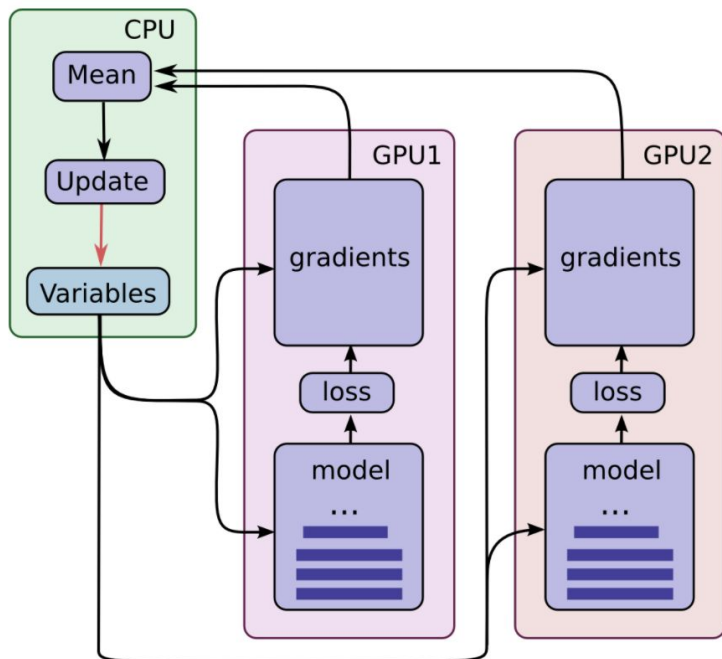 CPU
Mean
Update
Variables
GPU1
gradients
loss
model
...
GPU2
gradients
loss
model
...